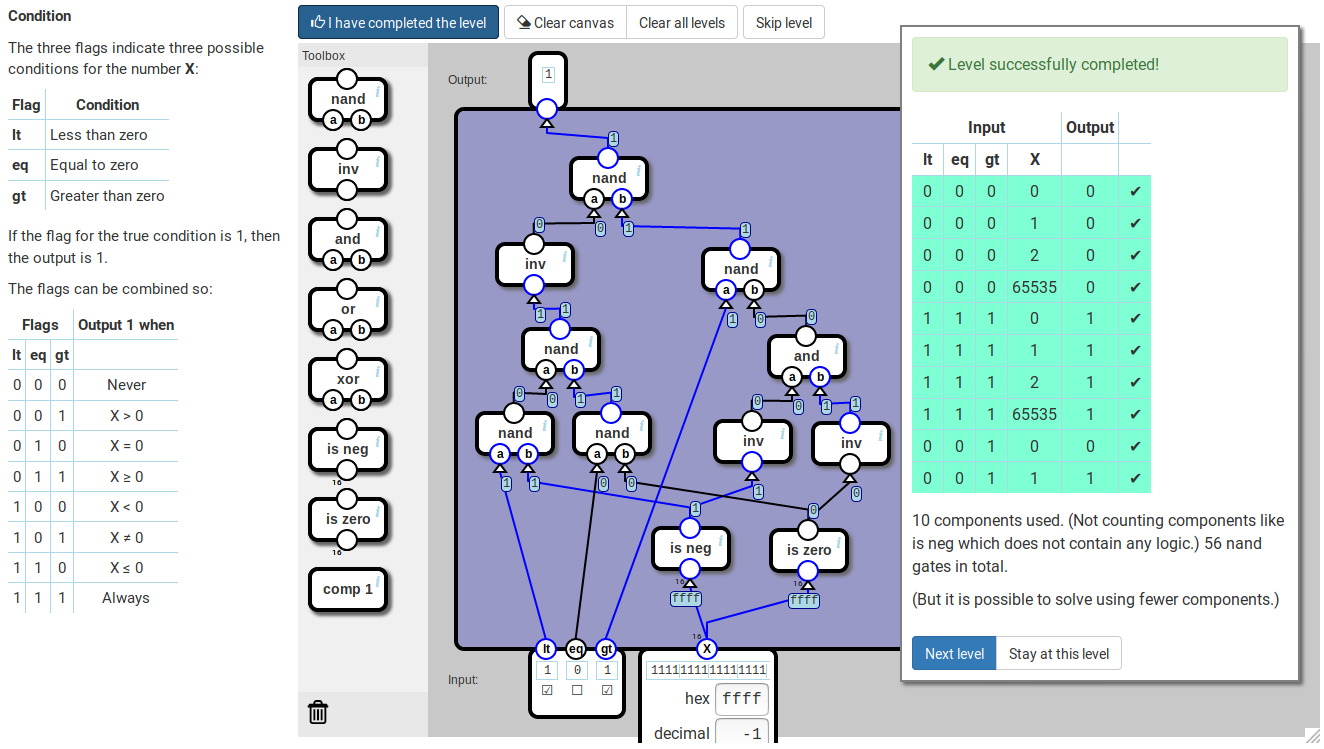 Condition
The three flags indicate three possible
conditions for the number X:
Flag Condition
lt Less than zero
eq Equal to zero
gt Greater than zero
If the flag for the true condition is 1, then
the output is 1.
The flags can be combined so:
Flags Output 1 when
lt eq gt
0 0 0 Never
0 0 1 X > 0
0 1 0 X = 0
0 1 1 X ≥ 0
1 0 0 X < 0
1 0 1 X ≠ 0
1 1 0 X ≤ 0
1 1 1 Always
I have completed the level Clear canvas Clear all levels Skip level
Toolbox
nand i
a b
inv i
and i
a b
or i
a b
xor i
a b
is neg i
16
is zero i
16
comp 1 i
Output:
1
1
nand i
a b
0 0 1 1
inv i
nand i
a b
1 1
1 0 0
nand i
a b
and i
a b
0 0 1 1
0 0 1 1
nand i
a b
nand i
a b
inv i
inv i
1 1 0 0
1 0
1 0
is neg i
is zero i
16 16
ffff ffff
16
lt eq gt X
Input:
1 0 1
1111 1111 1111 1111
hex ffff
decimal -1
Level successfully completed!
Input Output
lt eq gt X
0 0 0 0 0 ✔
0 0 0 1 0 ✔
0 0 0 2 0 ✔
0 0 0 65535 0 ✔
1 1 1 0 1 ✔
1 1 1 1 1 ✔
1 1 1 2 1 ✔
1 1 1 65535 1 ✔
0 0 1 0 0 ✔
0 0 1 1 1 ✔
10 components used. (Not counting components like
is neg which does not contain any logic.) 56 nand
gates in total.
(But it is possible to solve using fewer components.)
Next level Stay at this level